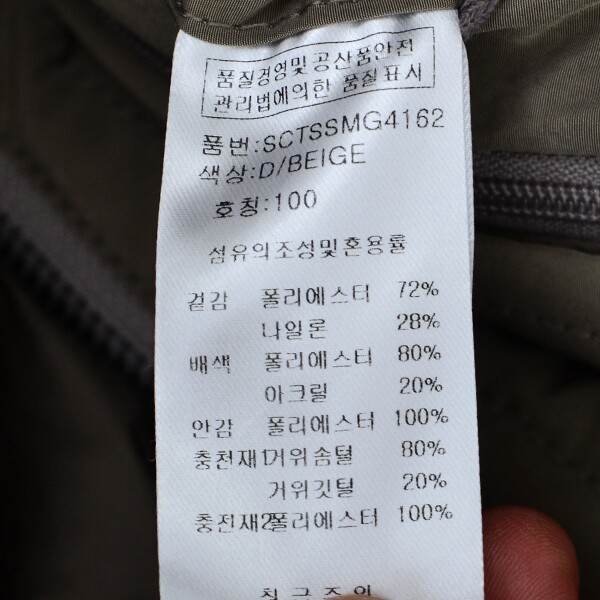 품질경영및공산품안전
관리법에의한 품질표시
품번:SCTSSMG4162
색상:D/BEIGE
호칭:100
섬유의조성및혼용률
겉감 폴리에스터 72%
나일론 28%
배색 폴리에스터 80%
아크릴 20%
안감 폴리에스터 100%
충전재1거위솜털 80%
거위깃털 20%
충전재2폴리에스터 100%
취급주의